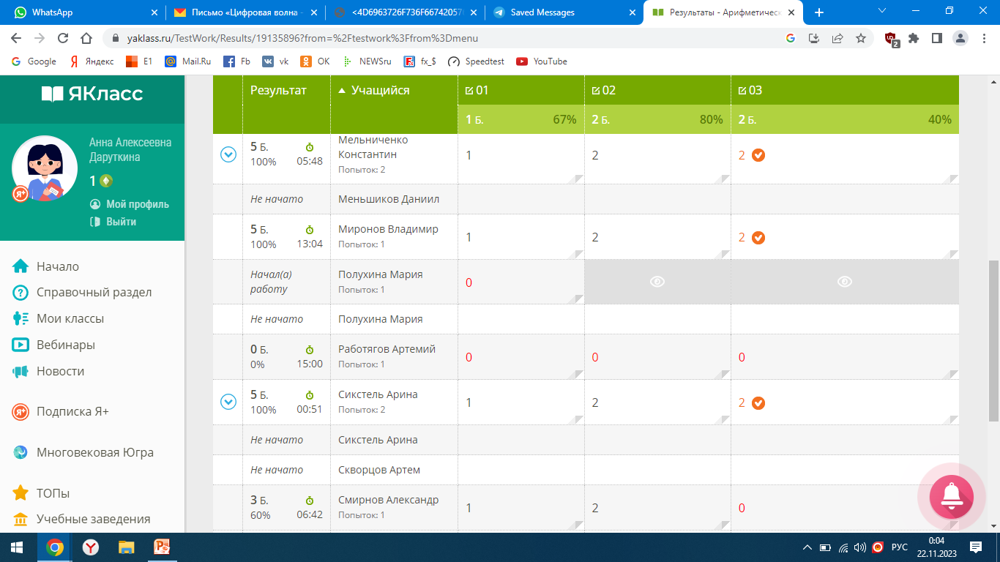 WhatsApp
Письмо «Цифровая волна -
<4D6963726F736F66742057
Saved Messages
Результаты - Арифметическ
yaklass.ru/TestWork/Results/19135896?from=%2Ftestwork%3Ffrom%3Dmenu
2
Google
Яндекс
E1
Mail.Ru
Fb
vk
OK
NEWSru
fx_$
Speedtest
YouTube
ЯКласс
Анна Алексеевна
Даруткина
1
Я+
Мой профиль
Выйти
Начало
Справочный раздел
Мои классы
Вебинары
Новости
Я+ Подписка Я+
Многовековая Югра
ТОПы
Учебные заведения
Результат Учащийся 01 02 03
1 Б. 67% 2 Б. 80% 2 Б. 40%
5 Б. 100% 05:48 Мельниченко Константин Попыток: 2 1 2 2
Не начато Меньшиков Даниил
5 Б. 100% 13:04 Миронов Владимир Попыток: 1 1 2 2
Начал(а) работу Полухина Мария Попыток: 1 0
Не начато Полухина Мария
0 Б. 0% 15:00 Работягов Артемий Попыток: 1 0 0 0
5 Б. 100% 00:51 Сикстель Арина Попыток: 2 1 2 2
Не начато Сикстель Арина
Не начато Скворцов Артем
3 Б. 60% 06:42 Смирнов Александр Попыток: 1 1 2 0
РУС
0:04
22.11.2023